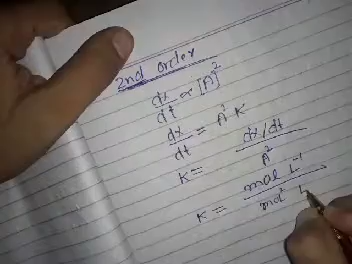 2nd order
dx/dt ∝ [A]²
dx/dt = A² K
K = dx/dt / A²
K = mol L⁻¹ / mol² L